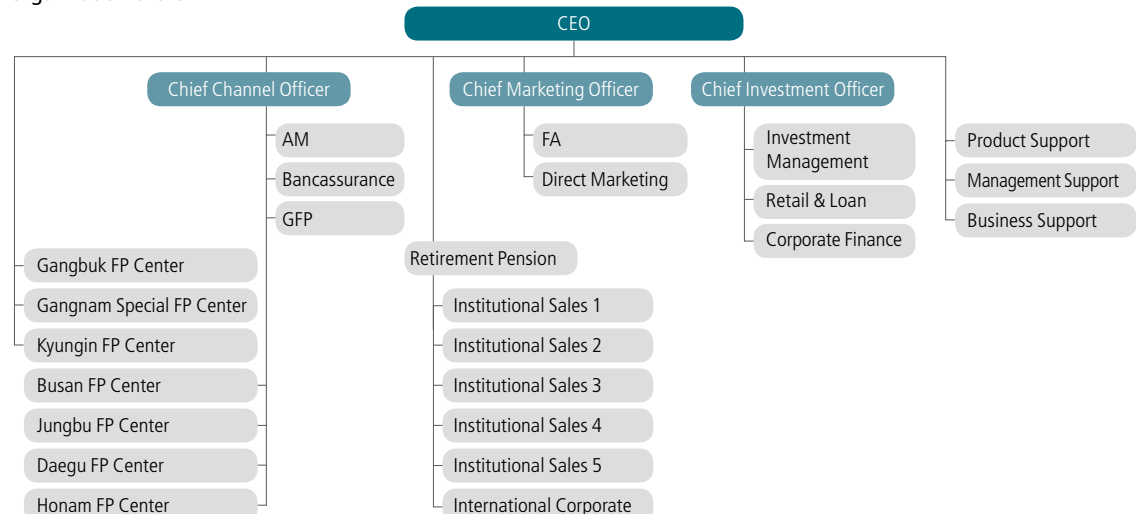 CEO
Chief Channel Officer
Chief Marketing Officer
Chief Investment Officer
AM
Bancassurance
GFP
FA
Direct Marketing
Investment
Management
Retail & Loan
Corporate Finance
Product Support
Management Support
Business Support
Gangbuk FP Center
Gangnam Special FP Center
Kyungin FP Center
Busan FP Center
Jungbu FP Center
Daegu FP Center
Honam FP Center
Retirement Pension
Institutional Sales 1
Institutional Sales 2
Institutional Sales 3
Institutional Sales 4
Institutional Sales 5
International Corporate